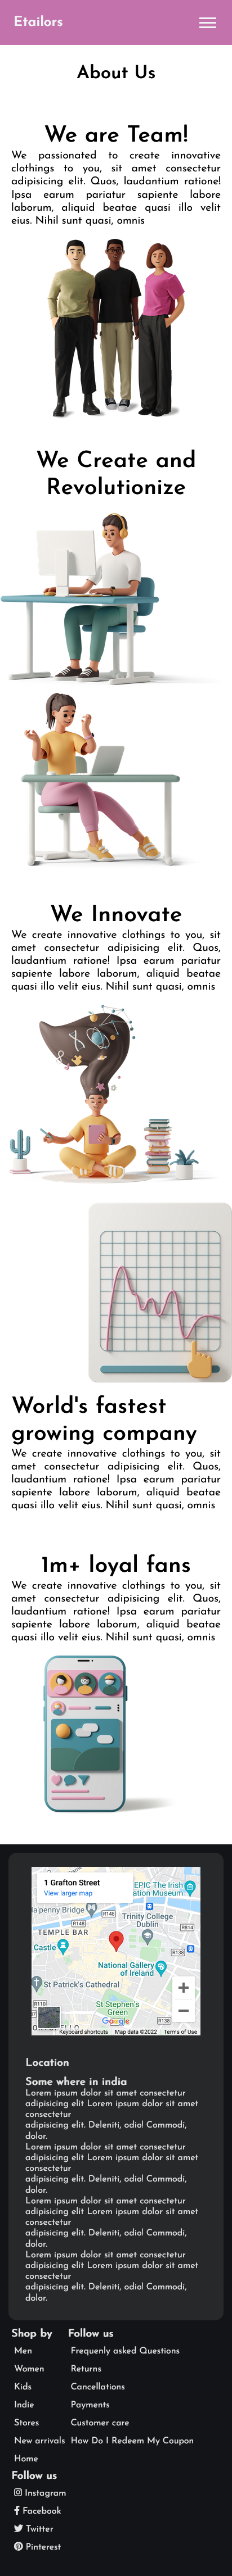 Etailors
About Us
We are Team!
We passionated to create innovative
clothings to you, sit amet consectetur
adipisicing elit. Quos, laudantium ratione!
Ipsa earum pariatur sapiente labore
laborum, aliquid beatae quasi illo velit
eius. Nihil sunt quasi, omnis
We Create and
Revolutionize
We Innovate
We create innovative clothings to you, sit
amet consectetur adipisicing elit. Quos,
laudantium ratione! Ipsa earum pariatur
sapiente labore laborum, aliquid beatae
quasi illo velit eius. Nihil sunt quasi, omnis
World's fastest
growing company
We create innovative clothings to you, sit
amet consectetur adipisicing elit. Quos,
laudantium ratione! Ipsa earum pariatur
sapiente labore laborum, aliquid beatae
quasi illo velit eius. Nihil sunt quasi, omnis
1m+ loyal fans
We create innovative clothings to you, sit
amet consectetur adipisicing elit. Quos,
laudantium ratione! Ipsa earum pariatur
sapiente labore laborum, aliquid beatae
quasi illo velit eius. Nihil sunt quasi, omnis
1 Grafton Street
View larger map
EPIC The Irish
ation Museum
a'penny Bridge
R148
R148
R814
Trinity College
Dublin
TEMPLE BAR
R138
Castle
National Gallery
of Ireland
St Patrick's Cathedral
St Stephen's
Green
R138
Google
Keyboard shortcuts Map data ©2022 Terms of Use
Location
Some where in india
Lorem ipsum dolor sit amet consectetur
adipisicing elit Lorem ipsum dolor sit amet
consectetur
adipisicing elit. Deleniti, odio! Commodi,
dolor.
Lorem ipsum dolor sit amet consectetur
adipisicing elit Lorem ipsum dolor sit amet
consectetur
adipisicing elit. Deleniti, odio! Commodi,
dolor.
Lorem ipsum dolor sit amet consectetur
adipisicing elit Lorem ipsum dolor sit amet
consectetur
adipisicing elit. Deleniti, odio! Commodi,
dolor.
Lorem ipsum dolor sit amet consectetur
adipisicing elit Lorem ipsum dolor sit amet
consectetur
adipisicing elit. Deleniti, odio! Commodi,
dolor.
Shop by
Men
Women
Kids
Indie
Stores
New arrivals
Home
Follow us
Frequenly asked Questions
Returns
Cancellations
Payments
Customer care
How Do I Redeem My Coupon
Follow us
Instagram
Facebook
Twitter
Pinterest